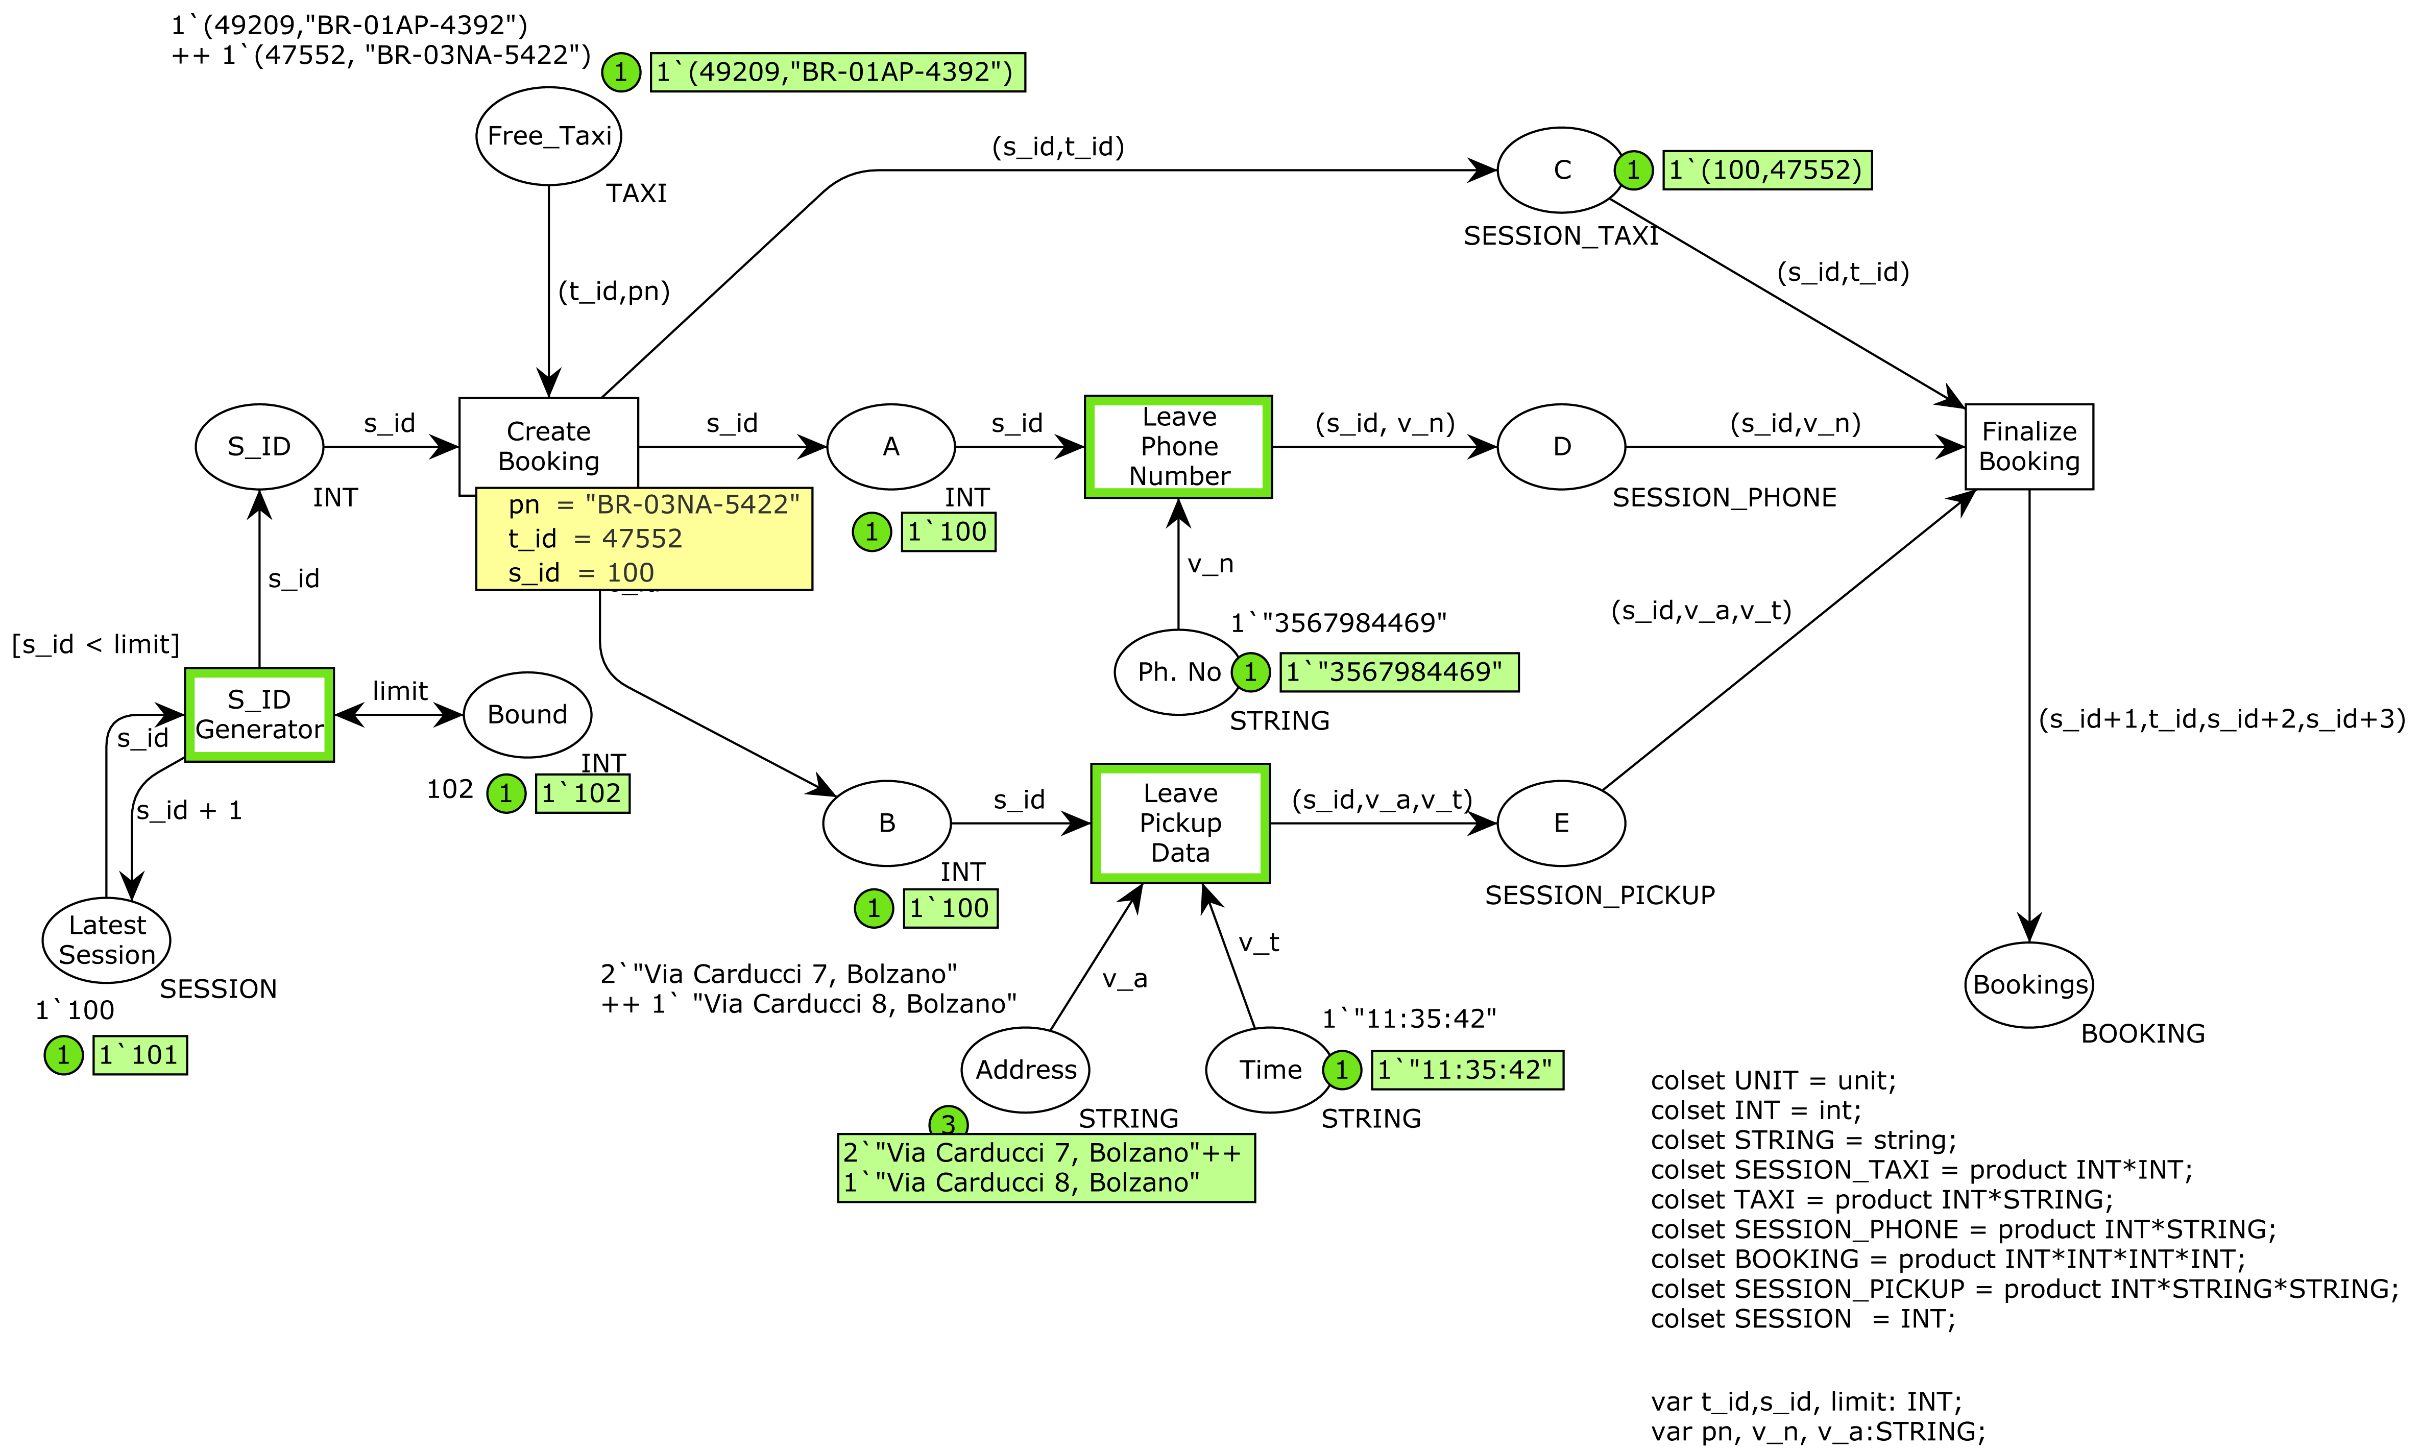 1`(49209,"BR-01AP-4392")
++ 1`(47552, "BR-03NA-5422")
1
1`(49209,"BR-01AP-4392")
Free_Taxi
TAXI
(s_id,t_id)
C
1
1`(100,47552)
SESSION_TAXI
(t_id,pn)
(s_id,t_id)
S_ID
INT
s_id
Create
Booking
s_id
A
INT
1
1`100
s_id
Leave
Phone
Number
(s_id, v_n)
D
SESSION_PHONE
(s_id,v_n)
Finalize
Booking
pn = "BR-03NA-5422"
t_id = 47552
s_id = 100
s_id
v_n
(s_id,v_a,v_t)
1`"3567984469"
Ph. No
1
1`"3567984469"
STRING
[s_id < limit]
S_ID
Generator
limit
Bound
INT
102
1
1`102
s_id
s_id + 1
(s_id+1,t_id,s_id+2,s_id+3)
B
INT
1
1`100
s_id
Leave
Pickup
Data
(s_id,v_a,v_t)
E
SESSION_PICKUP
Latest
Session
SESSION
1`100
1
1`101
2`"Via Carducci 7, Bolzano"
++ 1` "Via Carducci 8, Bolzano"
v_a
v_t
Address
STRING
3
2`"Via Carducci 7, Bolzano"++
1`"Via Carducci 8, Bolzano"
1`"11:35:42"
Time
1
1`"11:35:42"
STRING
Bookings
BOOKING
colset UNIT = unit;
colset INT = int;
colset STRING = string;
colset SESSION_TAXI = product INT*INT;
colset TAXI = product INT*STRING;
colset SESSION_PHONE = product INT*STRING;
colset BOOKING = product INT*INT*INT*INT;
colset SESSION_PICKUP = product INT*STRING*STRING;
colset SESSION = INT;
var t_id,s_id, limit: INT;
var pn, v_n, v_a:STRING;